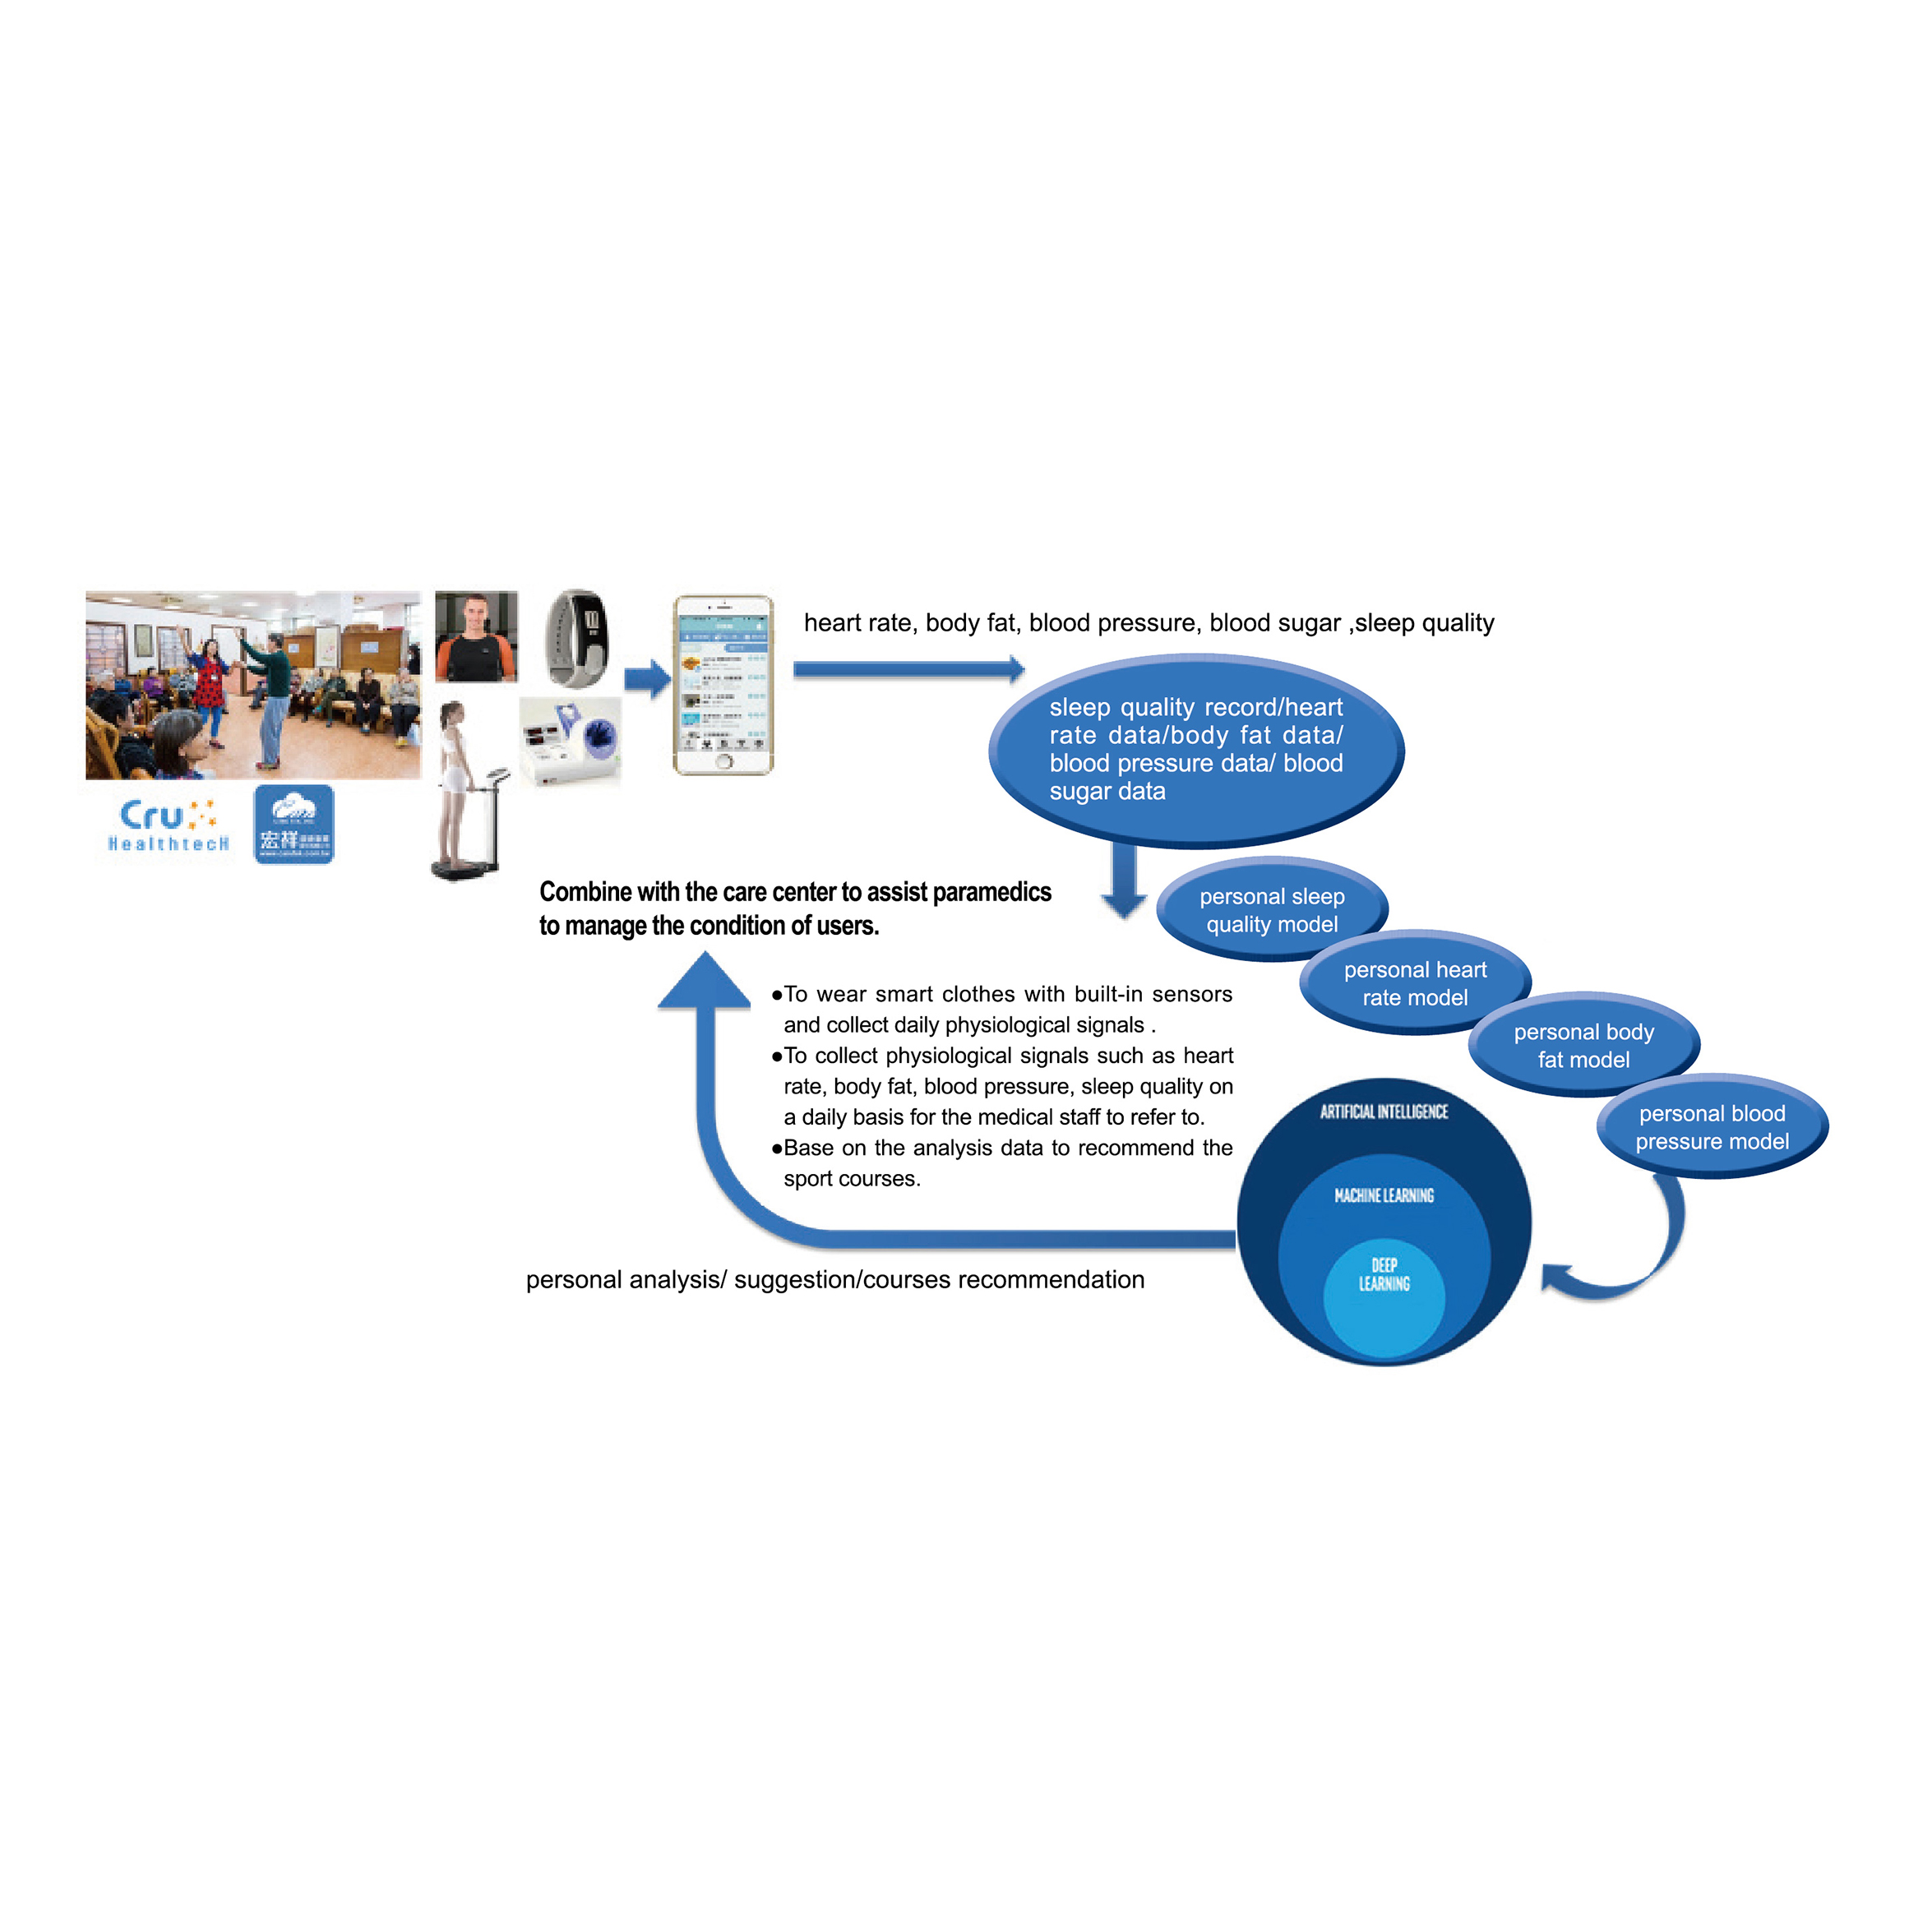 heart rate, body fat, blood pressure, blood sugar ,sleep quality
sleep quality record/heart
rate data/body fat data/
blood pressure data/ blood
sugar data
Cru
HealthtecH
宏祥
Combine with the care center to assist paramedics
to manage the condition of users.
personal sleep
quality model
personal heart
rate model
personal body
fat model
personal blood
pressure model
●To wear smart clothes with built-in sensors
and collect daily physiological signals .
●To collect physiological signals such as heart
rate, body fat, blood pressure, sleep quality on
a daily basis for the medical staff to refer to.
●Base on the analysis data to recommend the
sport courses.
ARTIFICIAL INTELLIGENCE
MACHINE LEARNING
DEEP
LEARNING
personal analysis/ suggestion/courses recommendation